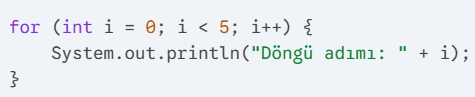 for (int i = 0; i < 5; i++) {
    System.out.println("Döngü adımı: " + i);
}